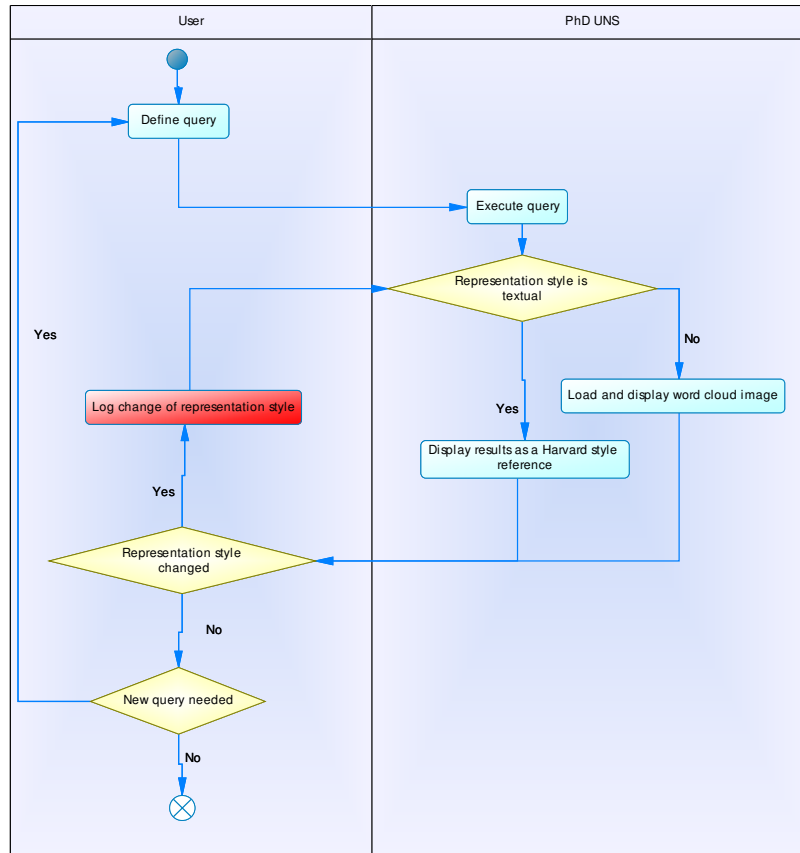 User
PhD UNS
Define query
Execute query
Representation style is
textual
Yes
No
Log change of representation style
Load and display word cloud image
Yes
Display results as a Harvard style
reference
Yes
Representation style
changed
No
New query needed
No